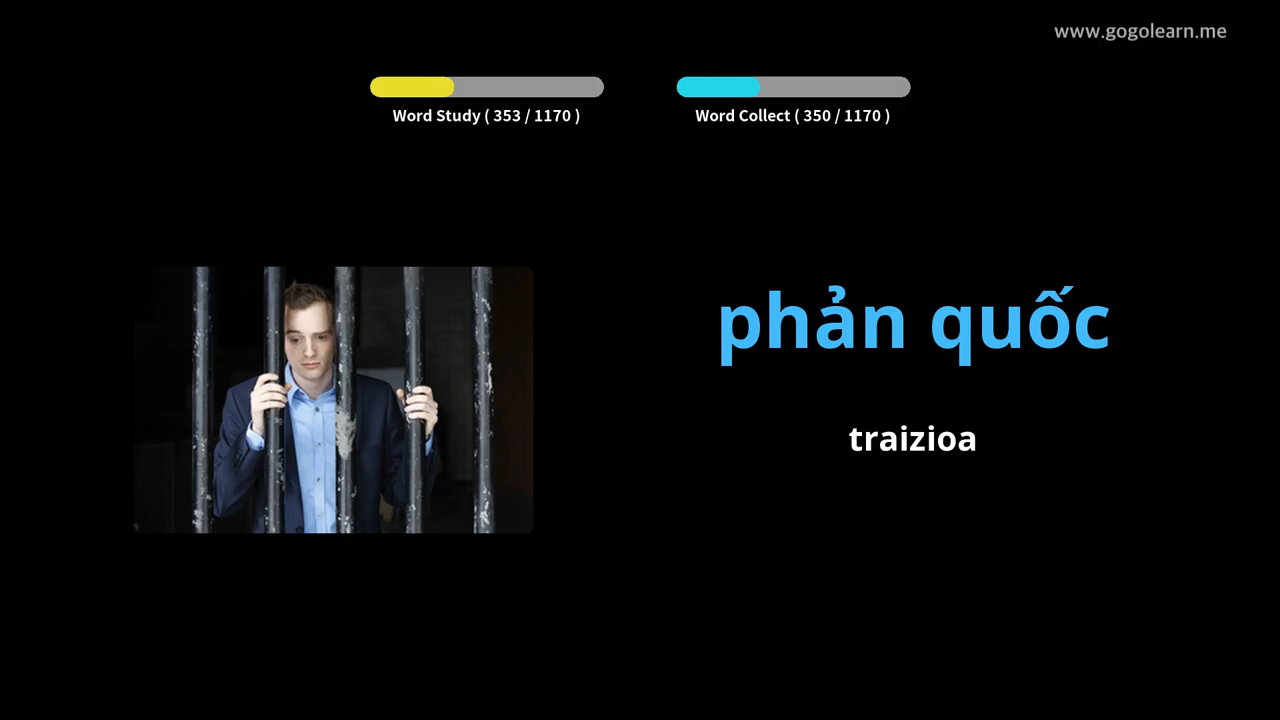 www.gogolearn.me
Word Study ( 353 / 1170 )
Word Collect ( 350 / 1170 )
phản quốc
traizioa